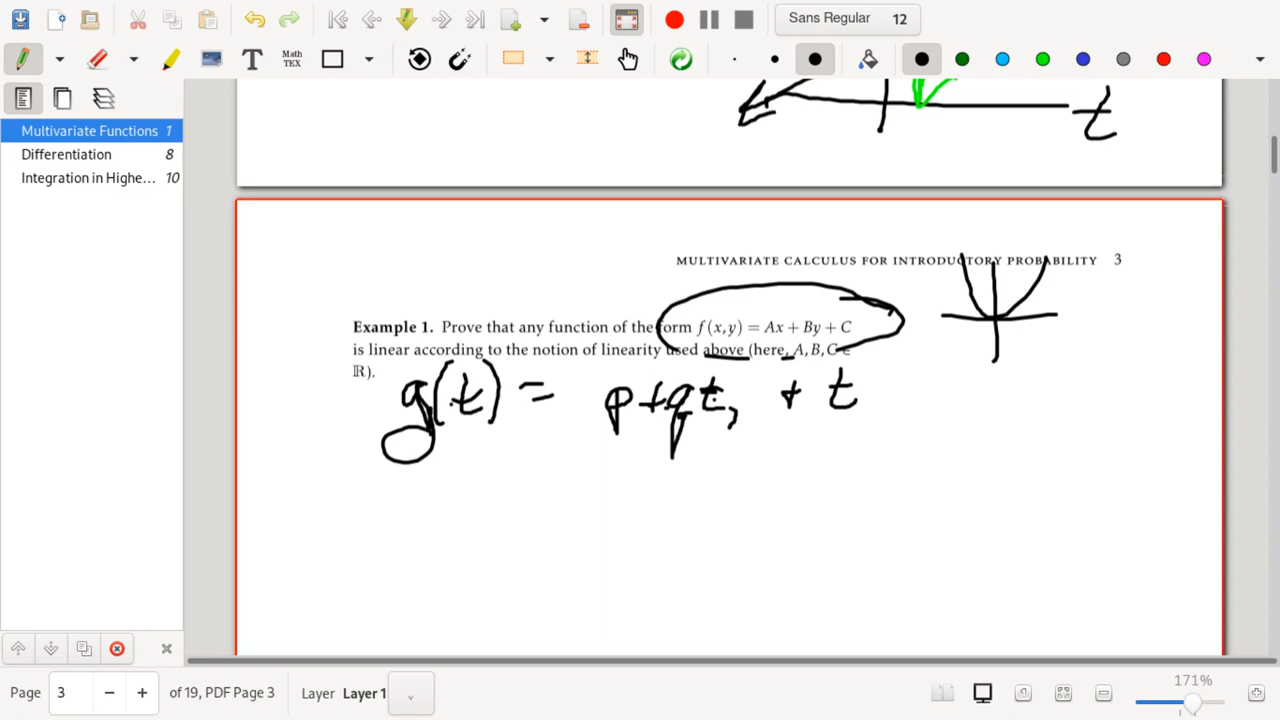 Sans Regular 12
T Math TEX
t
Multivariate Functions 1
Differentiation 8
Integration in Highe... 10
MULTIVARIATE CALCULUS FOR INTRODUCTORY PROBABILITY 3
Example 1. Prove that any function of the form f(x,y) = Ax + By + C
is linear according to the notion of linearity used above (here, A, B, C ∈
ℝ).
g(t) = p+qt, + t
Page 3 of 19, PDF Page 3 Layer Layer 1 171%